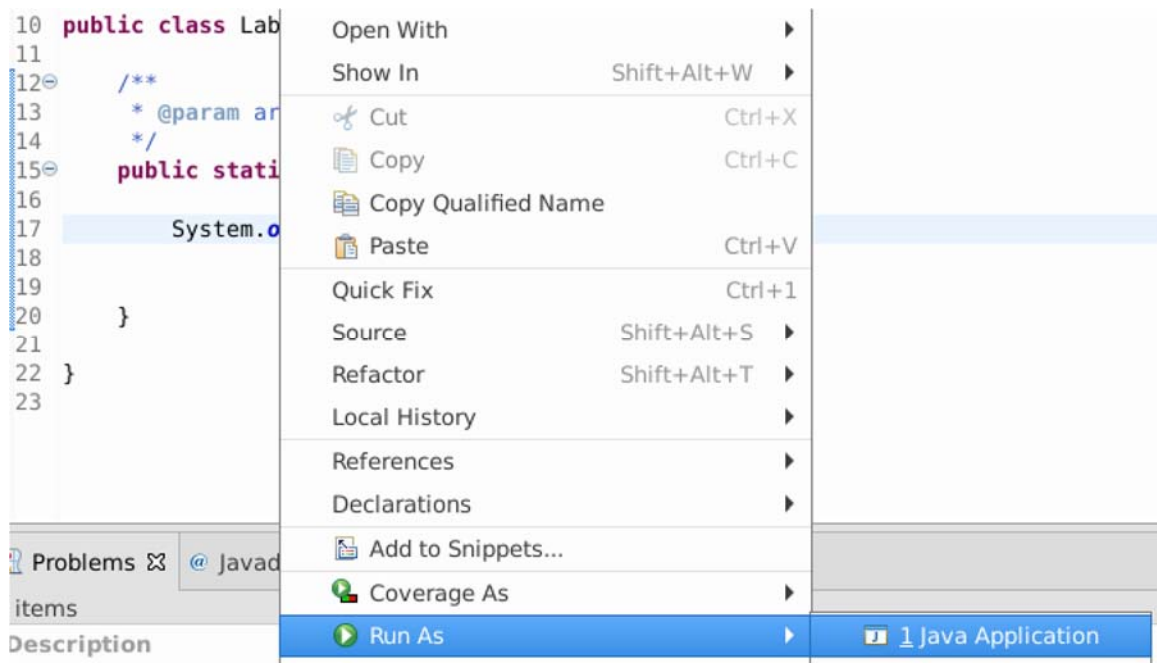 10 public class Lab
11
12 /**
13 * @param ar
14 */
15 public stati
16
17 System.o
18
19
20 }
21
22 }
23
Open With
Show In Shift+Alt+W
Cut Ctrl+X
Copy Ctrl+C
Copy Qualified Name
Paste Ctrl+V
Quick Fix Ctrl+1
Source Shift+Alt+S
Refactor Shift+Alt+T
Local History
References
Declarations
Add to Snippets...
Coverage As
Run As
1 Java Application
Problems @ Javad
items
Description